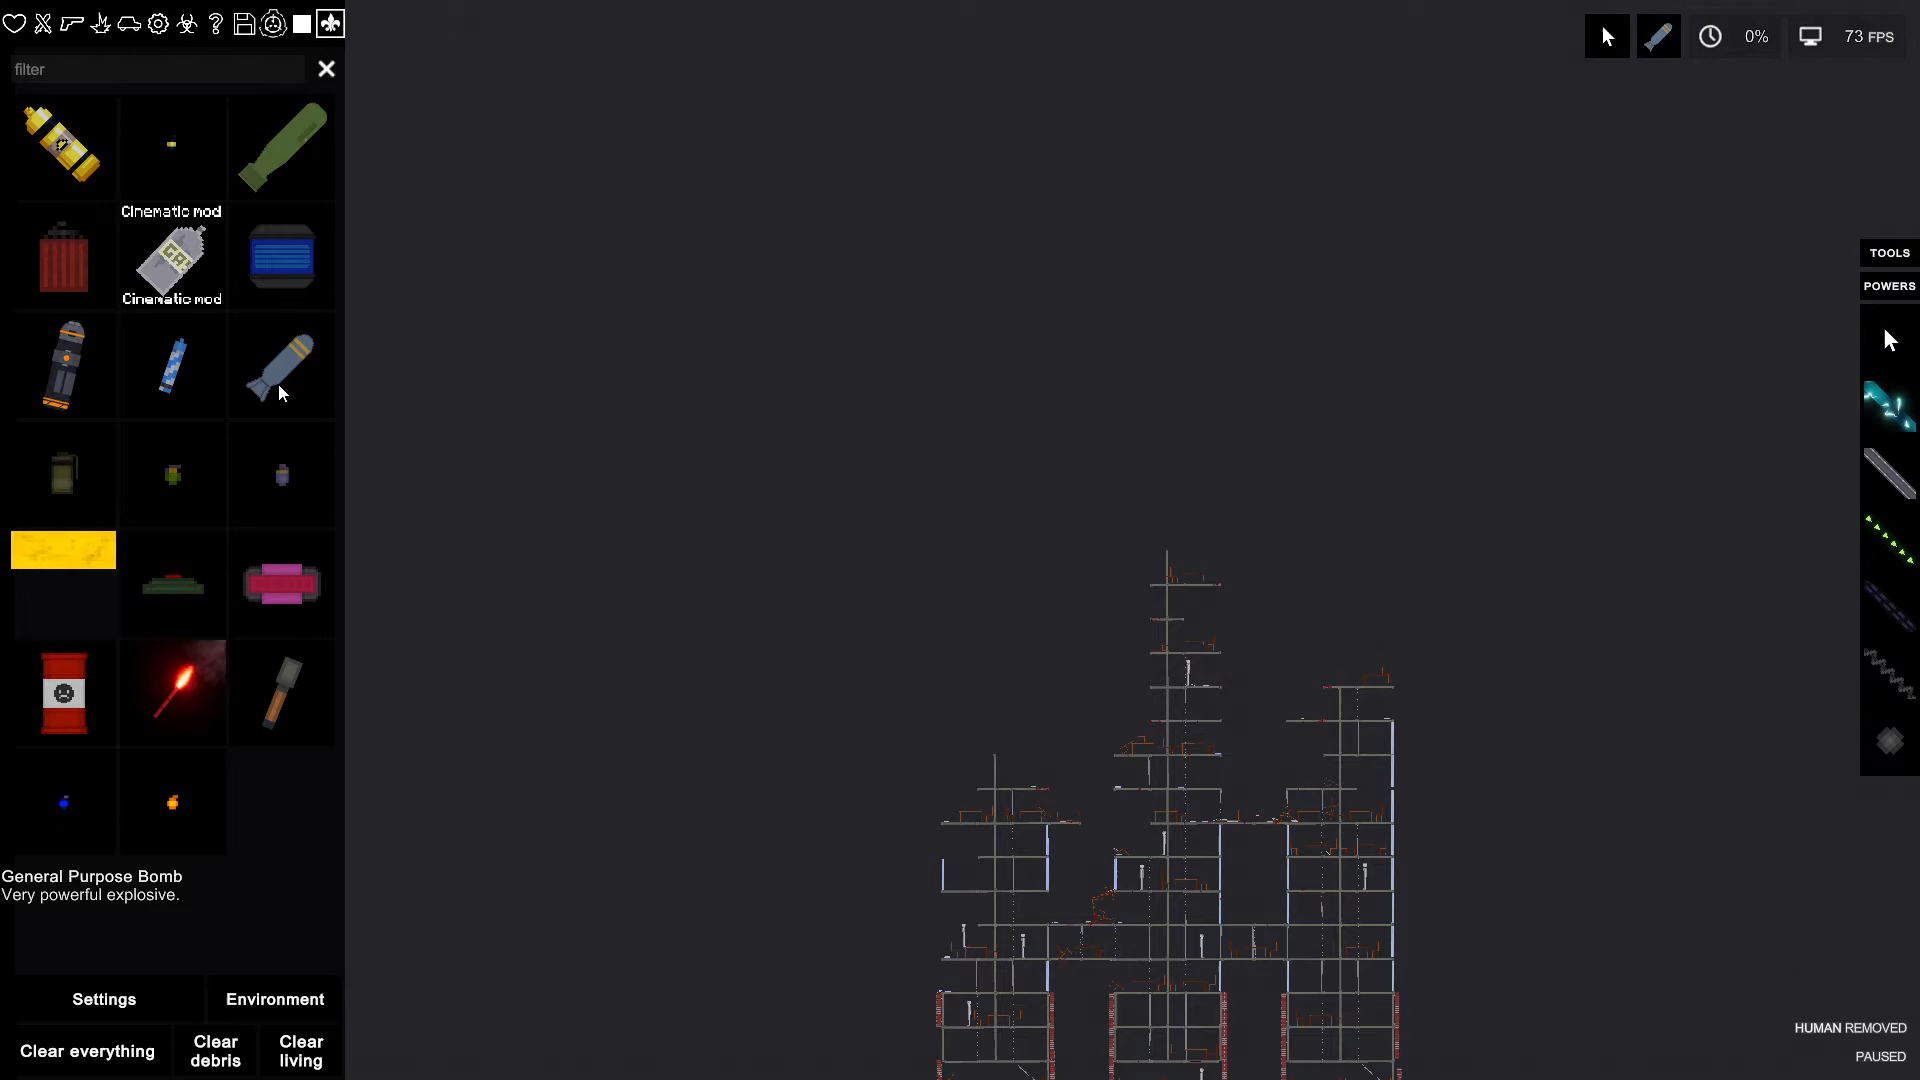 filter
0%
73 FPS
Cinematic mod
Cinematic mod
TOOLS
POWERS
General Purpose Bomb
Very powerful explosive.
Settings
Environment
Clear everything
Clear debris
Clear living
HUMAN REMOVED
PAUSED